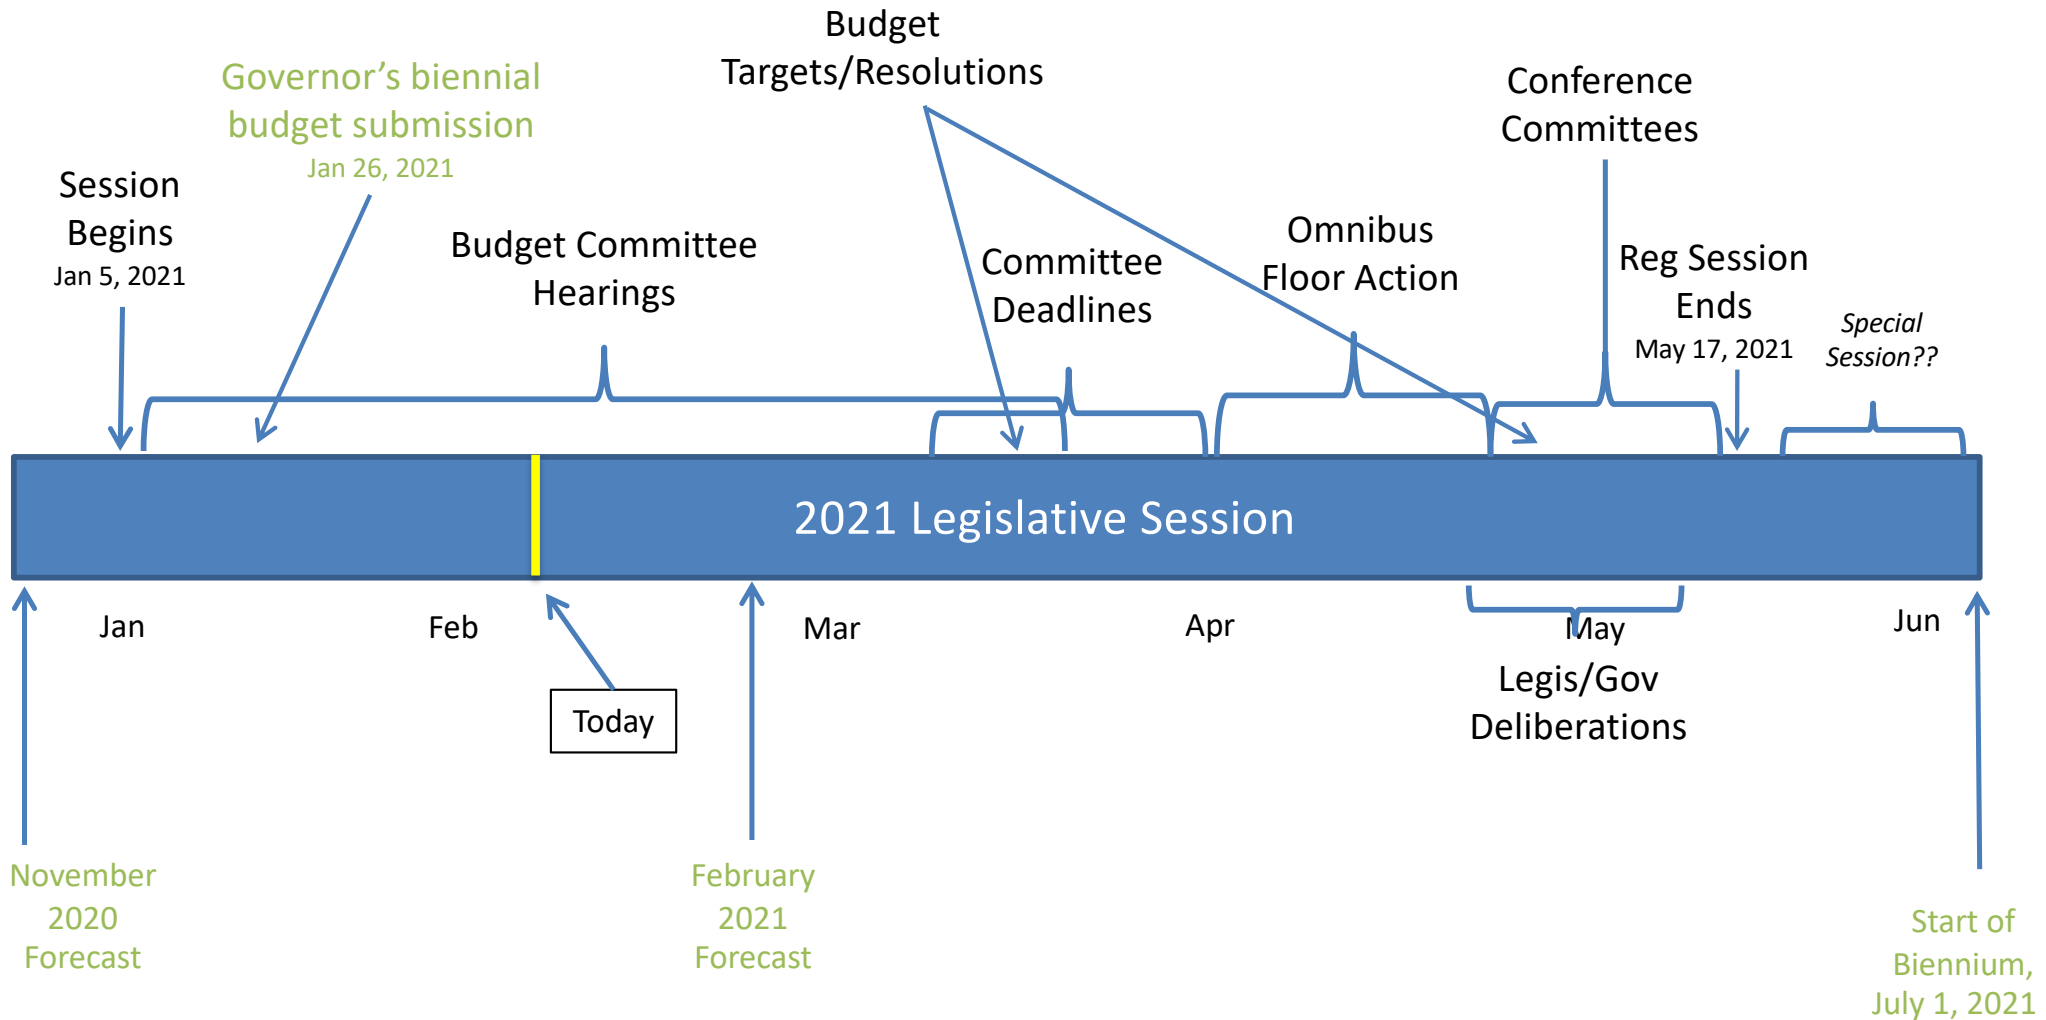 Budget
Targets/Resolutions
Governor’s biennial
budget submission
Jan 26, 2021
Conference
Committees
Session
Begins
Jan 5, 2021
Budget Committee
Hearings
Committee
Deadlines
Omnibus
Floor Action
Reg Session
Ends
May 17, 2021
Special
Session??
2021 Legislative Session
Jan
Feb
Mar
Apr
May
Jun
Today
Legis/Gov
Deliberations
November
2020
Forecast
February
2021
Forecast
Start of
Biennium,
July 1, 2021